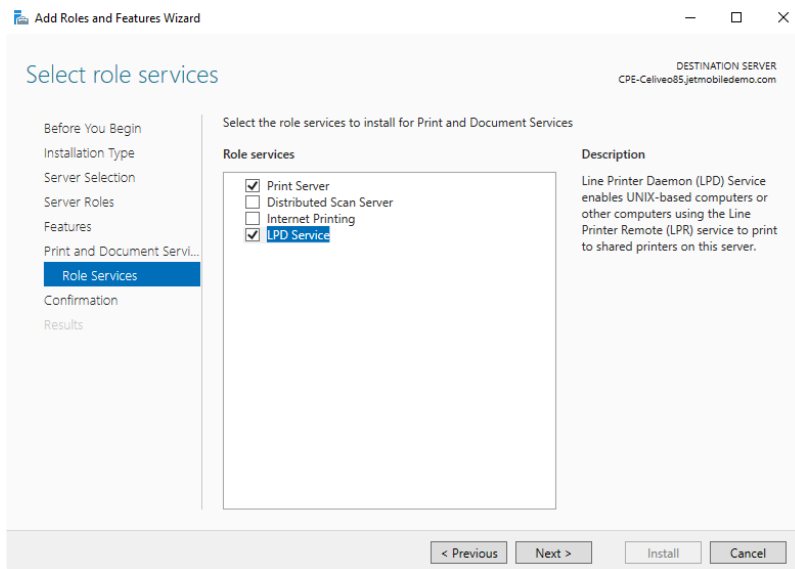 Add Roles and Features Wizard
Select role services
DESTINATION SERVER
CPE-Celiveo85.jetmobiledemo.com
Before You Begin
Installation Type
Server Selection
Server Roles
Features
Print and Document Servi...
Role Services
Confirmation
Results
Select the role services to install for Print and Document Services
Role services
Print Server
Distributed Scan Server
Internet Printing
LPD Service
Description
Line Printer Daemon (LPD) Service
enables UNIX-based computers or
other computers using the Line
Printer Remote (LPR) service to print
to shared printers on this server.
< Previous
Next >
Install
Cancel